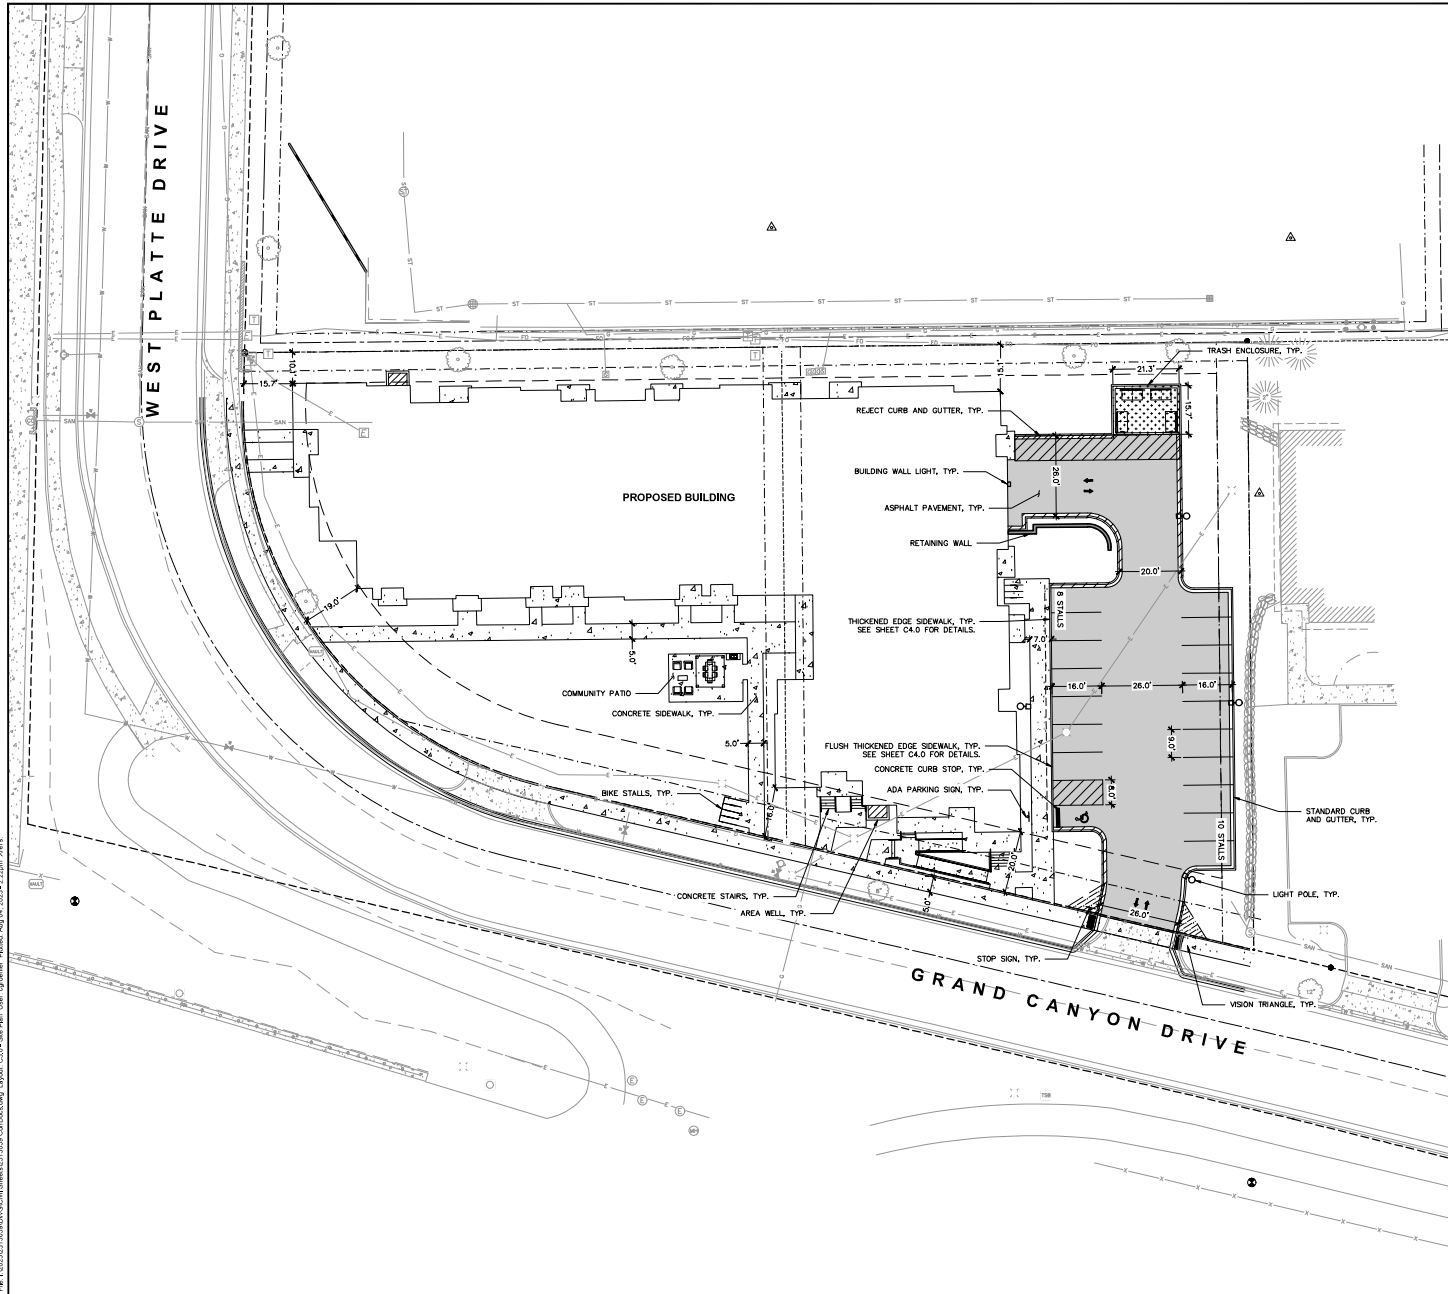 WEST PLATTE DRIVE
TRASH ENCLOSURE, TYP.
10.1'
15.7'
15.1'
21.3'
15.7'
REJECT CURB AND GUTTER, TYP.
BUILDING WALL LIGHT, TYP.
26.0'
PROPOSED BUILDING
ASPHALT PAVEMENT, TYP.
RETAINING WALL
20.0'
19.0'
8 STALLS
THICKENED EDGE SIDEWALK, TYP.
SEE SHEET C4.0 FOR DETAILS.
7.0'
5.0'
COMMUNITY PATIO
CONCRETE SIDEWALK, TYP.
16.0'
26.0'
16.0'
5.0'
9.0'
FLUSH THICKENED EDGE SIDEWALK, TYP.
SEE SHEET C4.0 FOR DETAILS.
CONCRETE CURB STOP, TYP.
BIKE STALLS, TYP.
ADA PARKING SIGN, TYP.
8.0'
STANDARD CURB
AND GUTTER, TYP.
10 STALLS
20.0'
CONCRETE STAIRS, TYP.
AREA WELL, TYP.
5.0'
LIGHT POLE, TYP.
26.0'
STOP SIGN, TYP.
VISION TRIANGLE, TYP.
GRAND CANYON DRIVE